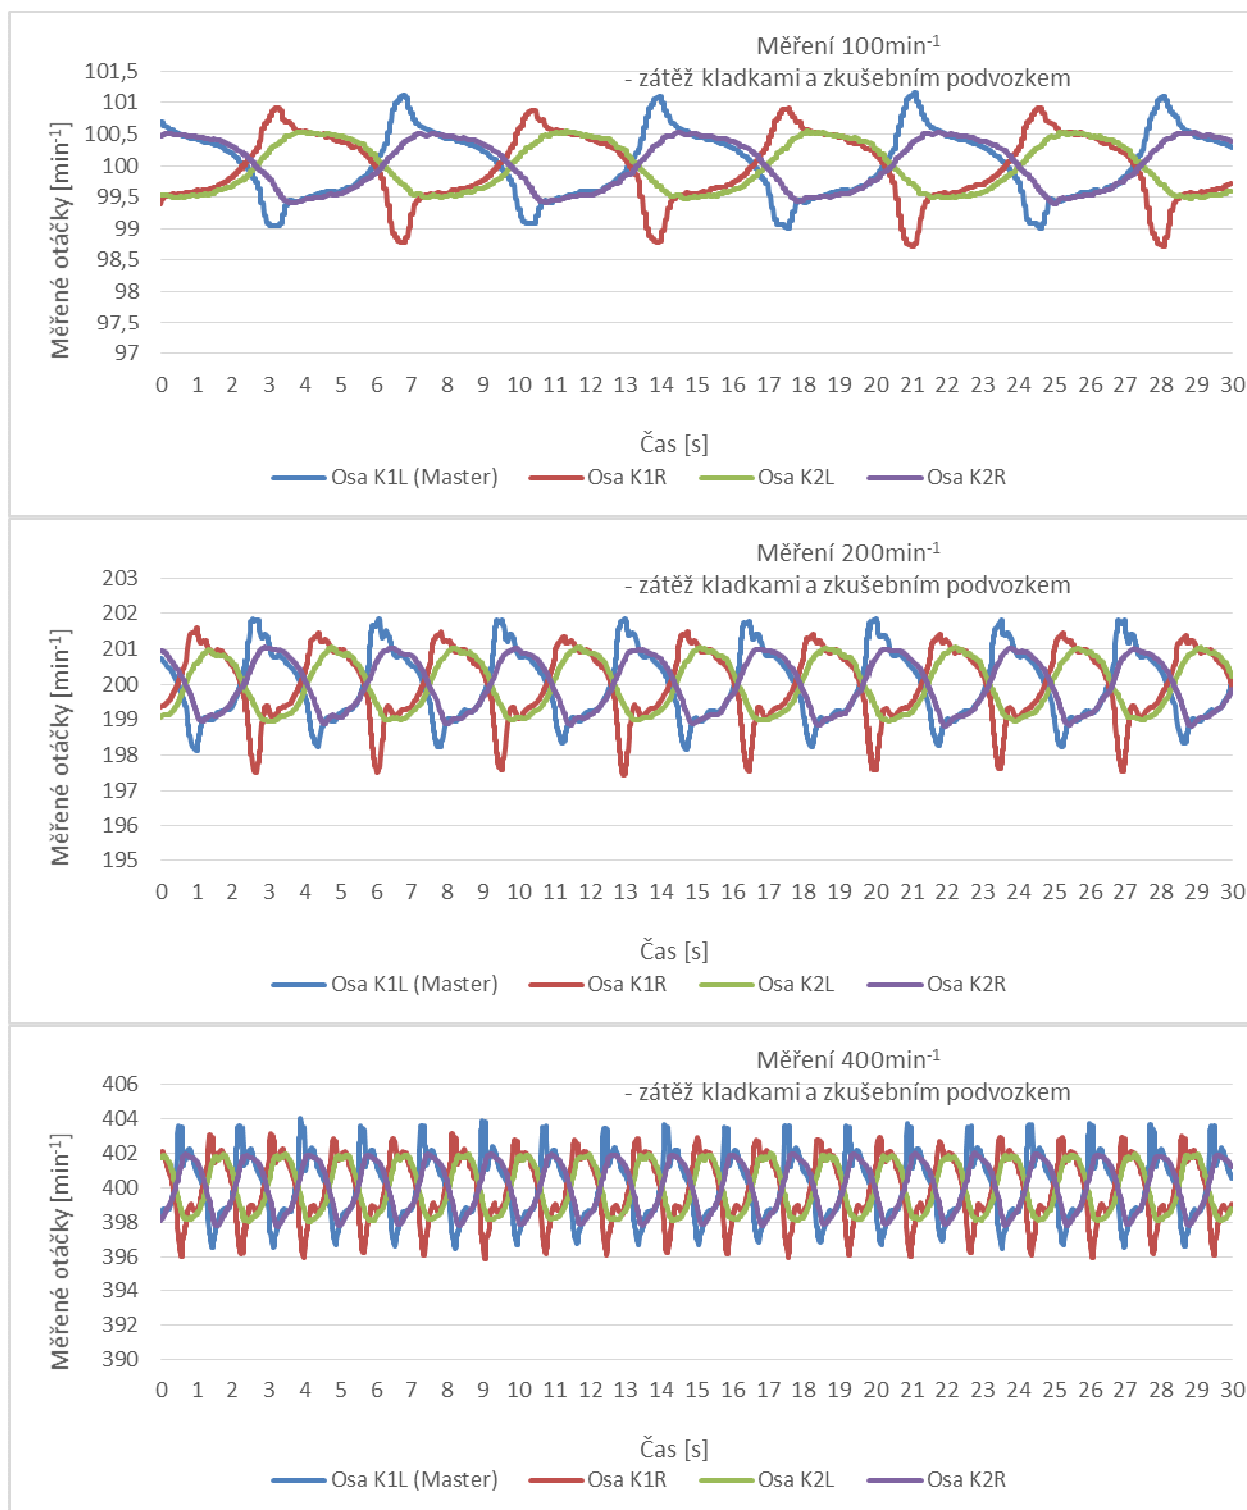 Měření 100min⁻¹
- zátěž kladkami a zkušebním podvozkem
Měřené otáčky [min⁻¹]
101,5
101
100,5
100
99,5
99
98,5
98
97,5
97
0 1 2 3 4 5 6 7 8 9 10 11 12 13 14 15 16 17 18 19 20 21 22 23 24 25 26 27 28 29 30
Čas [s]
Osa K1L (Master) Osa K1R Osa K2L Osa K2R
Měření 200min⁻¹
- zátěž kladkami a zkušebním podvozkem
Měřené otáčky [min⁻¹]
203
202
201
200
199
198
197
196
195
0 1 2 3 4 5 6 7 8 9 10 11 12 13 14 15 16 17 18 19 20 21 22 23 24 25 26 27 28 29 30
Čas [s]
Osa K1L (Master) Osa K1R Osa K2L Osa K2R
Měření 400min⁻¹
- zátěž kladkami a zkušebním podvozkem
Měřené otáčky [min⁻¹]
406
404
402
400
398
396
394
392
390
0 1 2 3 4 5 6 7 8 9 10 11 12 13 14 15 16 17 18 19 20 21 22 23 24 25 26 27 28 29 30
Čas [s]
Osa K1L (Master) Osa K1R Osa K2L Osa K2R